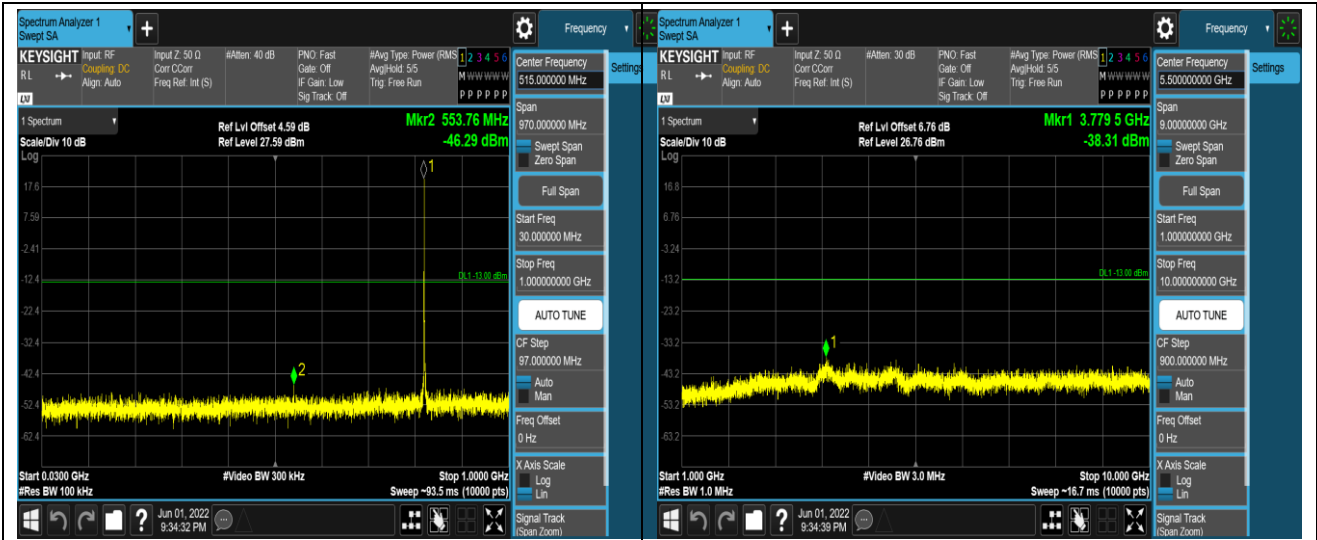 Spectrum Analyzer 1
Swept SA
+
Frequency
KEYSIGHT
Input: RF
Coupling: DC
Align: Auto
Input Z: 50 Ω
Corr CCorr
Freq Ref: Int (S)
#Atten: 40 dB
PNO: Fast
Gate: Off
IF Gain: Low
Sig Track: Off
#Avg Type: Power (RMS
Avg|Hold: 5/5
Trig: Free Run
1 2 3 4 5 6
M W W W W W
P P P P P P
RL
LXI
Center Frequency
515.000000 MHz
Settings
Span
970.000000 MHz
Swept Span
Zero Span
Full Span
Start Freq
30.000000 MHz
Stop Freq
1.000000000 GHz
AUTO TUNE
CF Step
97.000000 MHz
Auto
Man
Freq Offset
0 Hz
X Axis Scale
Log
Lin
Signal Track
(Span Zoom)
1 Spectrum
Scale/Div 10 dB
Log
Ref Lvl Offset 4.59 dB
Ref Level 27.59 dBm
Mkr2 553.76 MHz
-46.29 dBm
1
17.6
7.59
-2.41
-12.4
DL1 -13.00 dBm
-22.4
-32.4
-42.4
2
-52.4
-62.4
Start 0.0300 GHz
#Res BW 100 kHz
#Video BW 300 kHz
Stop 1.0000 GHz
Sweep ~93.5 ms (10000 pts)
?
Jun 01, 2022
9:34:32 PM
Spectrum Analyzer 1
Swept SA
+
Frequency
KEYSIGHT
Input: RF
Coupling: DC
Align: Auto
Input Z: 50 Ω
Corr CCorr
Freq Ref: Int (S)
#Atten: 30 dB
PNO: Fast
Gate: Off
IF Gain: Low
Sig Track: Off
#Avg Type: Power (RMS
Avg|Hold: 5/5
Trig: Free Run
1 2 3 4 5 6
M W W W W W
P P P P P P
RL
LXI
Center Frequency
5.500000000 GHz
Settings
Span
9.00000000 GHz
Swept Span
Zero Span
Full Span
Start Freq
1.000000000 GHz
Stop Freq
10.000000000 GHz
AUTO TUNE
CF Step
900.000000 MHz
Auto
Man
Freq Offset
0 Hz
X Axis Scale
Log
Lin
Signal Track
(Span Zoom)
1 Spectrum
Scale/Div 10 dB
Log
Ref Lvl Offset 6.76 dB
Ref Level 26.76 dBm
Mkr1 3.779 5 GHz
-38.31 dBm
16.8
6.76
-3.24
-13.2
DL1 -13.00 dBm
-23.2
-33.2
1
-43.2
-53.2
-63.2
Start 1.000 GHz
#Res BW 1.0 MHz
#Video BW 3.0 MHz
Stop 10.000 GHz
Sweep ~16.7 ms (10000 pts)
?
Jun 01, 2022
9:34:39 PM